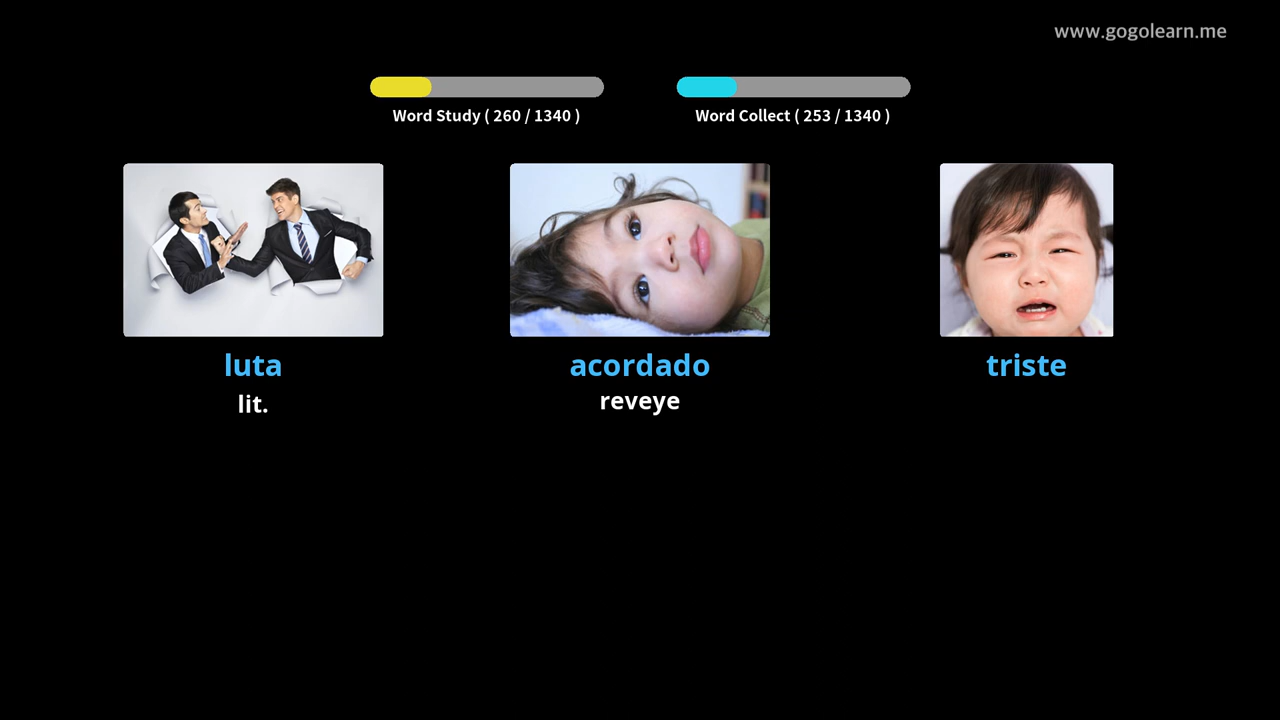 www.gogolearn.me
Word Study ( 260 / 1340 )
Word Collect ( 253 / 1340 )
luta
acordado
triste
lit.
reveye